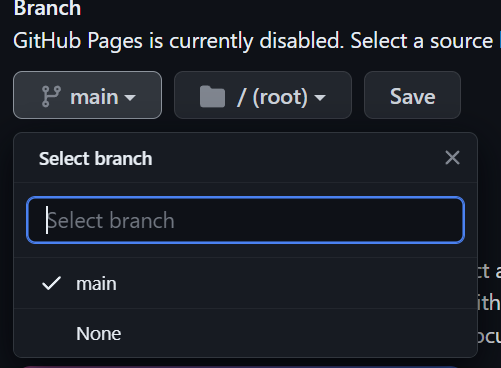 Branch
GitHub Pages is currently disabled. Select a source
main
/ (root)
Save
Select branch
Select branch
main
None